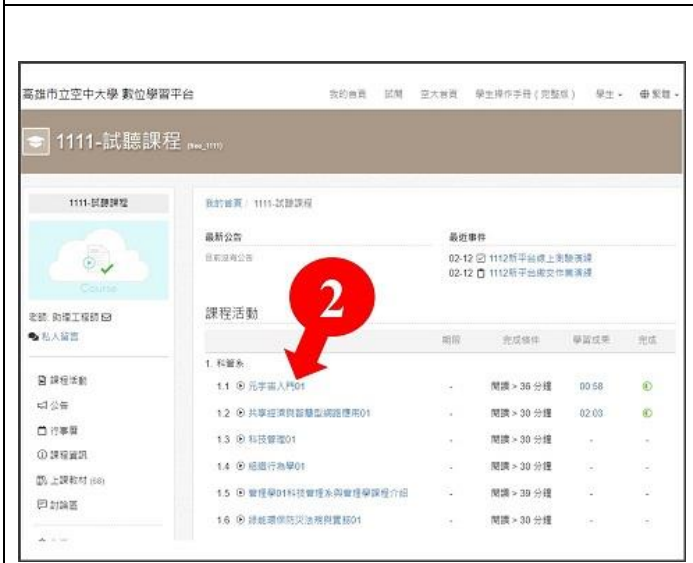 高雄市立空中大學 數位學習平台
我的首頁 試閱 空大首頁 學生操作手冊(完整版) 學生 繁體
1111-試聽課程 (free_1111)
1111-試聽課程
我的首頁 / 1111-試聽課程
Course
最新公告
目前沒有公告
最近事件
02-12 1112新平台線上測驗演練
02-12 1112新平台繳交作業演練
老師: 助理工程師
私人留言
2
課程活動
期限 完成條件 學習成果 完成
1. 科管系
1.1 元宇宙入門01 - 閱讀 > 36 分鐘 00:58
1.2 共享經濟與智慧型網路應用01 - 閱讀 > 30 分鐘 02:03
1.3 科技管理01 - 閱讀 > 30 分鐘 - -
1.4 組織行為學01 - 閱讀 > 30 分鐘 - -
1.5 管理學01科技管理系與管理學課程介紹 - 閱讀 > 39 分鐘 - -
1.6 綠能環保防災法規與實務01 - 閱讀 > 30 分鐘 - -
課程活動
公告
行事曆
課程資訊
上課教材 (68)
討論區